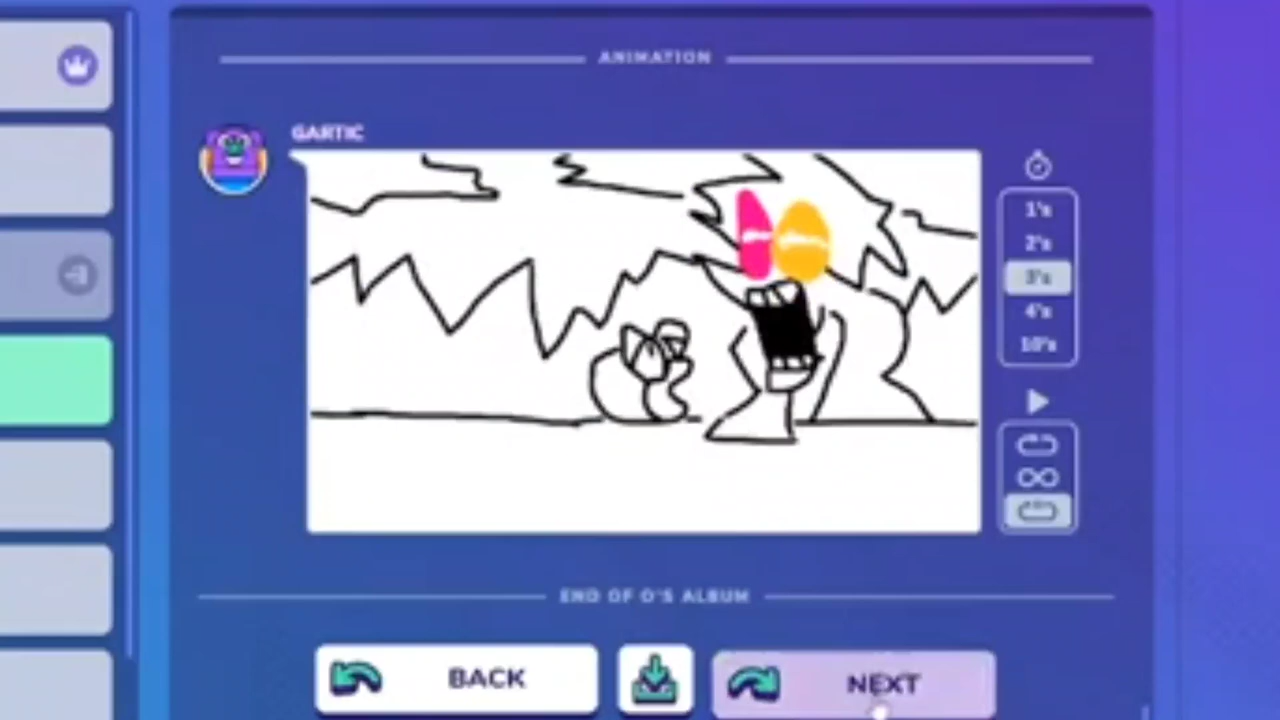 ANIMATION
GARTIC
1's
2's
3's
4's
10's
END OF O'S ALBUM
BACK
NEXT